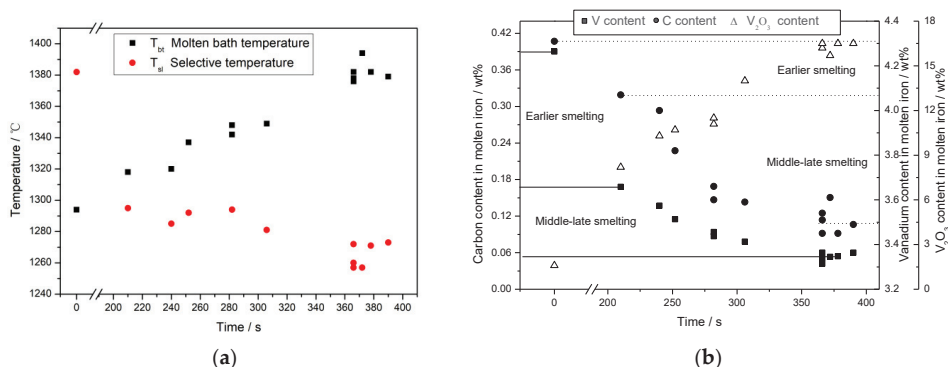 T_bt Molten bath temperature
T_sl Selective temperature
Temperature / ℃
1400
1380
1360
1340
1320
1300
1280
1260
1240
0 200 220 240 260 280 300 320 340 360 380 400
Time / s
(a)
V content C content V_2O_3 content
Carbon content in molten iron / wt%
0.42
0.36
0.30
0.24
0.18
0.12
0.06
0.00
Earlier smelting
Middle-late smelting
Earlier smelting
Middle-late smelting
4.4
4.2
4.0
3.8
3.6
3.4
3.2
Vanadium content in molten iron / wt%
18
15
12
9
6
3
0
V_2O_3 content in molten iron / wt%
0 200 250 300 350 400
Time / s
(b)